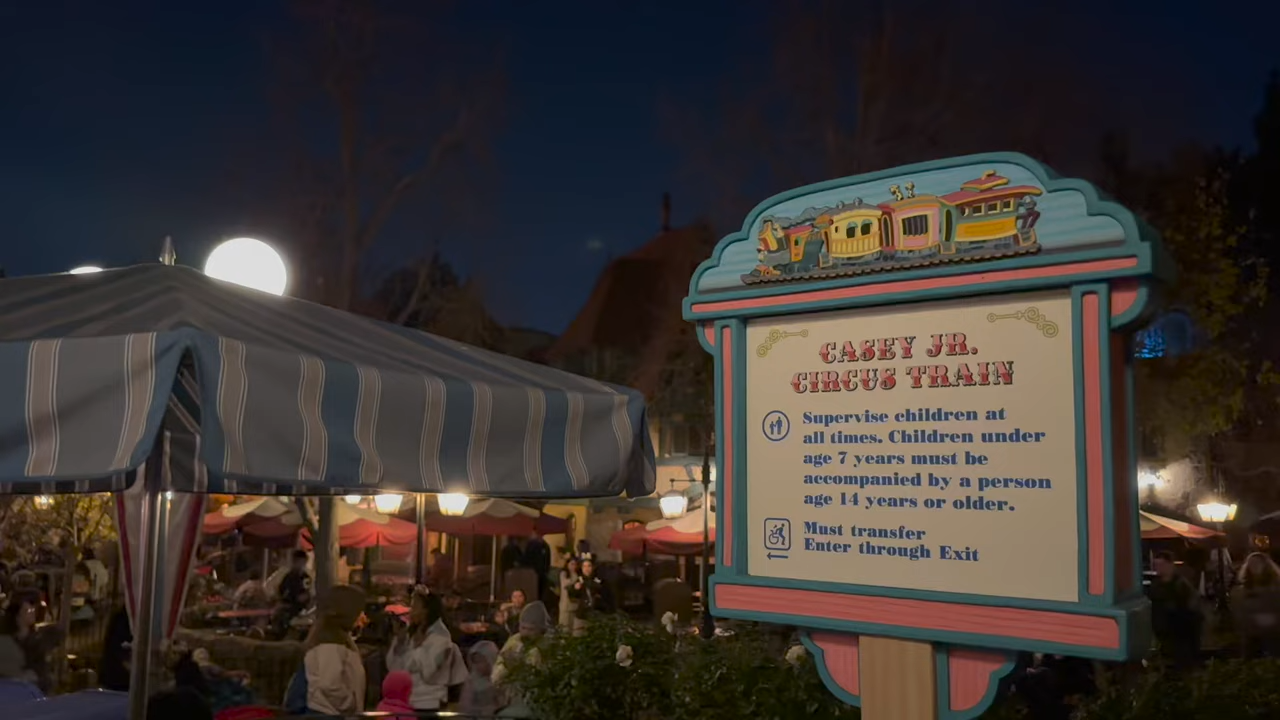 CASEY JR.
CIRCUS TRAIN
Supervise children at
all times. Children under
age 7 years must be
accompanied by a person
age 14 years or older.
Must transfer
Enter through Exit